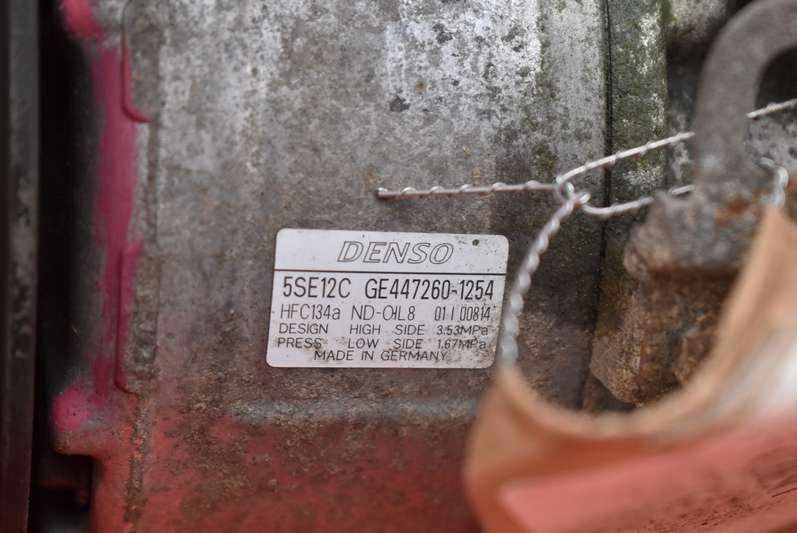 DENSO
5SE12C GE447260-1254
HFC134a ND-OIL8 01I00814
DESIGN HIGH SIDE 3.53MPa
PRESS LOW SIDE 1.67MPa
MADE IN GERMANY